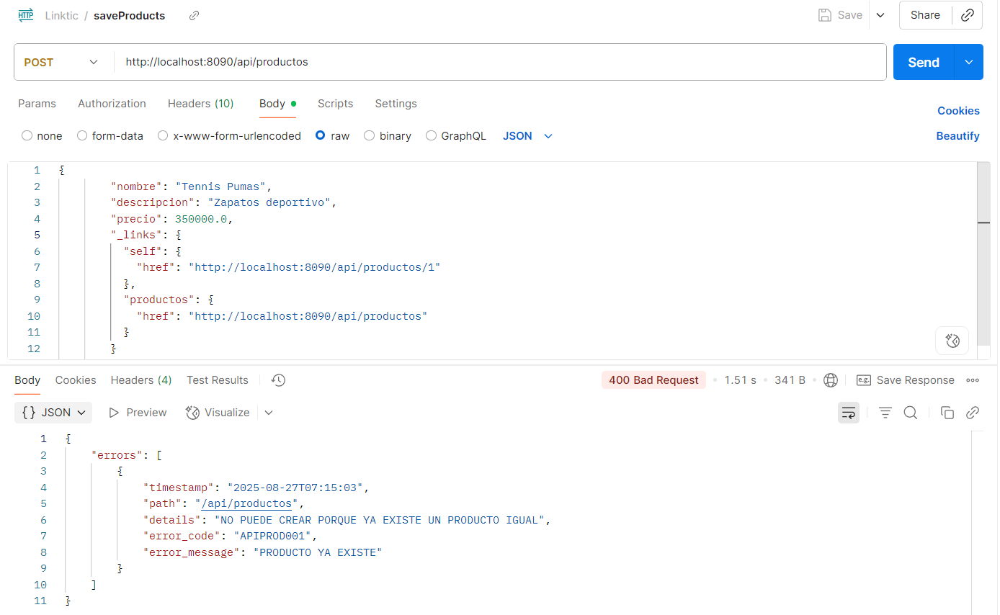 HTTP Linktic / saveProducts Save Share
POST http://localhost:8090/api/productos Send
Params Authorization Headers (10) Body Scripts Settings Cookies
none form-data x-www-form-urlencoded raw binary GraphQL JSON Beautify
1 {
2 "nombre": "Tennis Pumas",
3 "descripcion": "Zapatos deportivo",
4 "precio": 350000.0,
5 "_links": {
6 "self": {
7 "href": "http://localhost:8090/api/productos/1"
8 },
9 "productos": {
10 "href": "http://localhost:8090/api/productos"
11 }
12 }
Body Cookies Headers (4) Test Results 400 Bad Request 1.51 s 341 B e.g. Save Response
{} JSON Preview Visualize
1 {
2 "errors": [
3 {
4 "timestamp": "2025-08-27T07:15:03",
5 "path": "/api/productos",
6 "details": "NO PUEDE CREAR PORQUE YA EXISTE UN PRODUCTO IGUAL",
7 "error_code": "APIPROD001",
8 "error_message": "PRODUCTO YA EXISTE"
9 }
10 ]
11 }